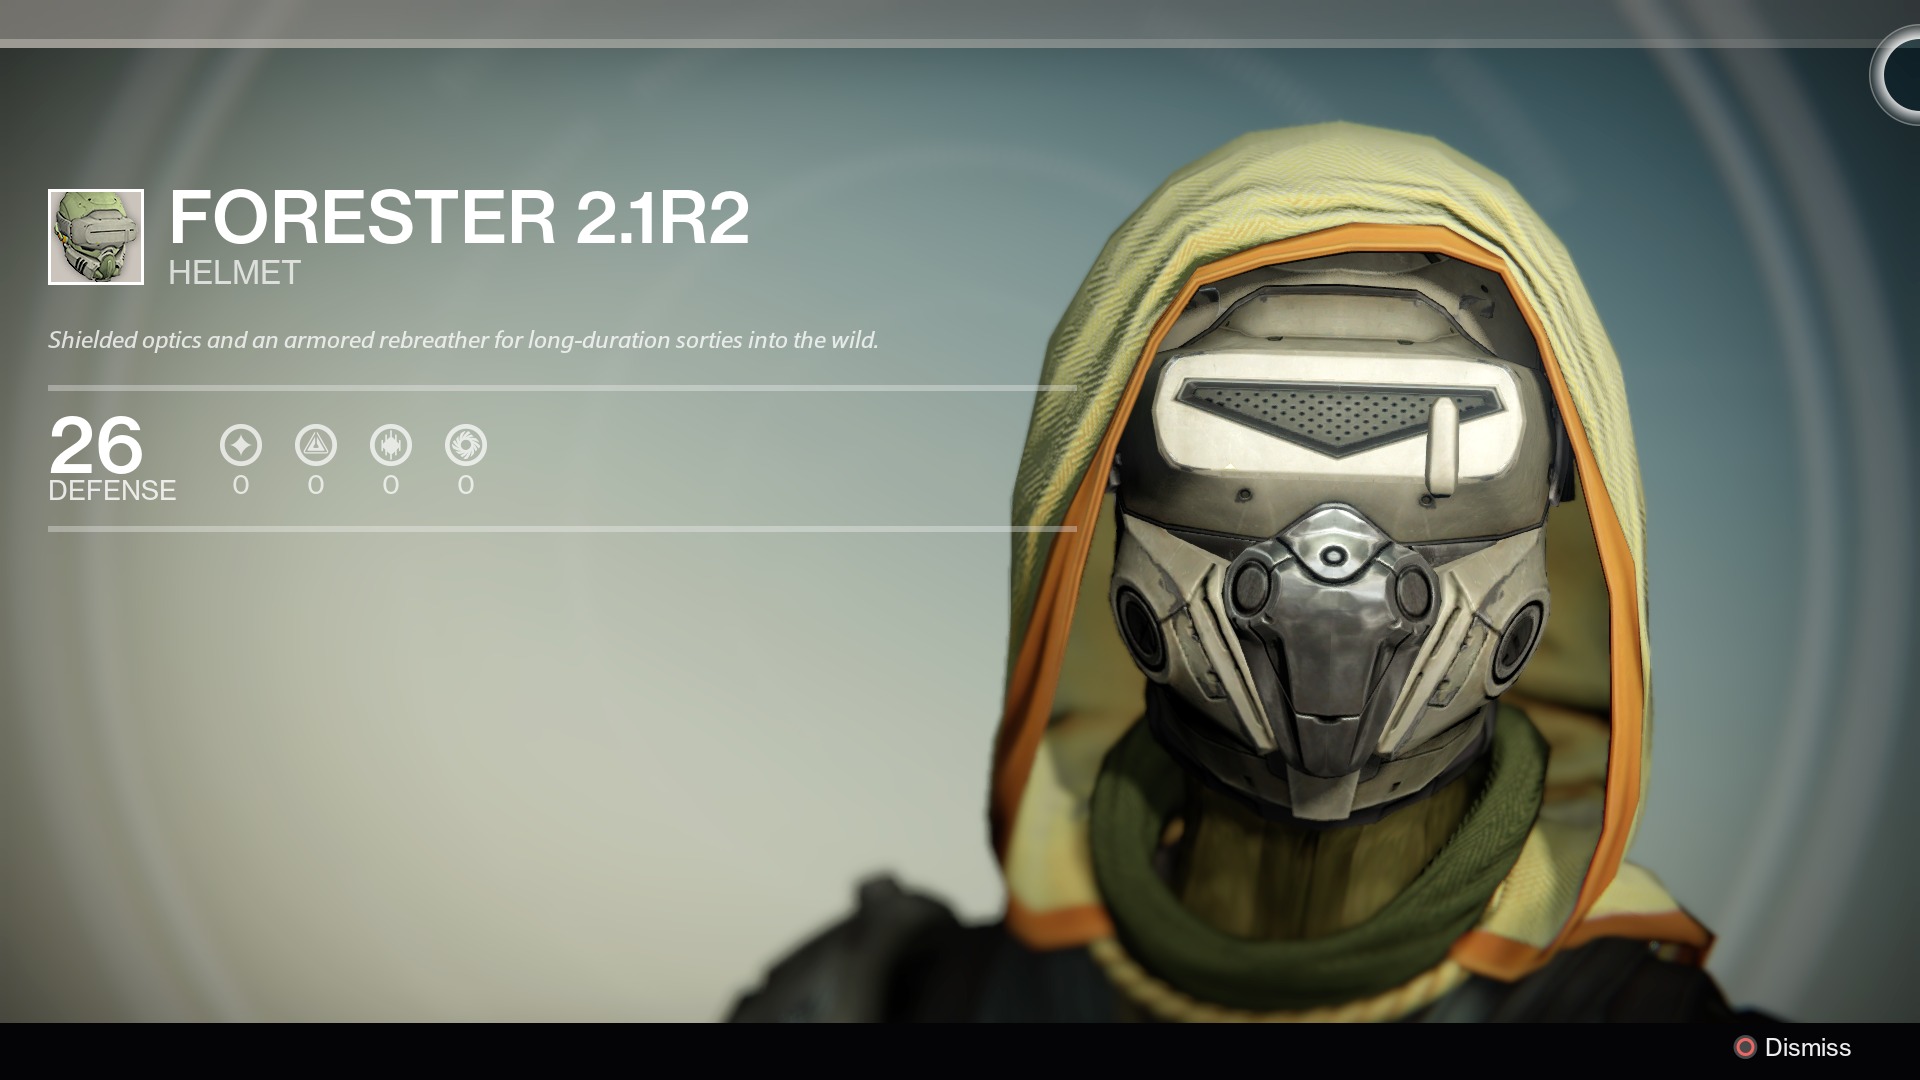 FORESTER 2.1R2
HELMET
Shielded optics and an armored rebreather for long-duration sorties into the wild.
26
DEFENSE
0 0 0 0
Dismiss